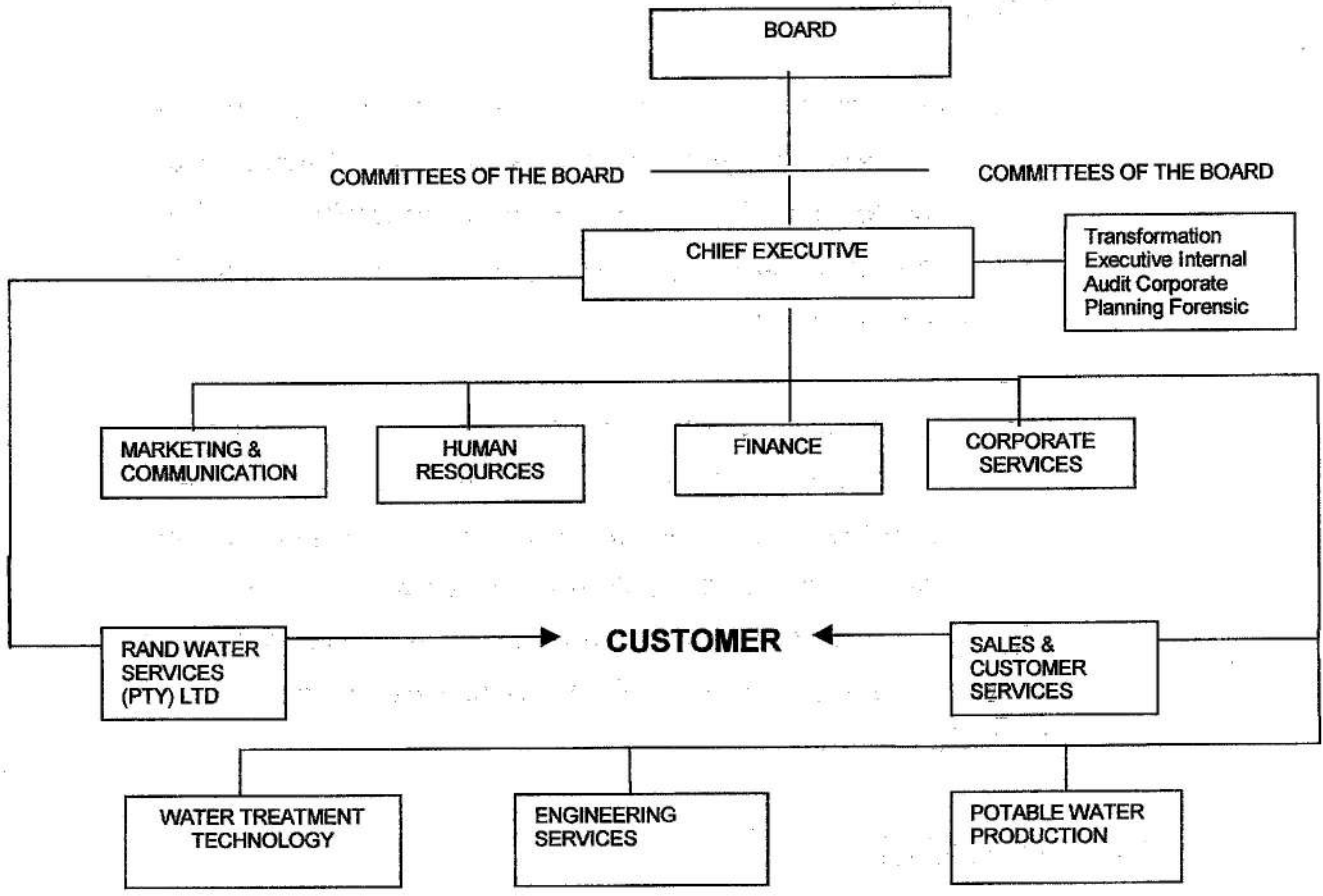 BOARD
COMMITTEES OF THE BOARD
COMMITTEES OF THE BOARD
CHIEF EXECUTIVE
Transformation
Executive Internal
Audit Corporate
Planning Forensic
MARKETING &
COMMUNICATION
HUMAN
RESOURCES
FINANCE
CORPORATE
SERVICES
RAND WATER
SERVICES
(PTY) LTD
CUSTOMER
SALES &
CUSTOMER
SERVICES
WATER TREATMENT
TECHNOLOGY
ENGINEERING
SERVICES
POTABLE WATER
PRODUCTION